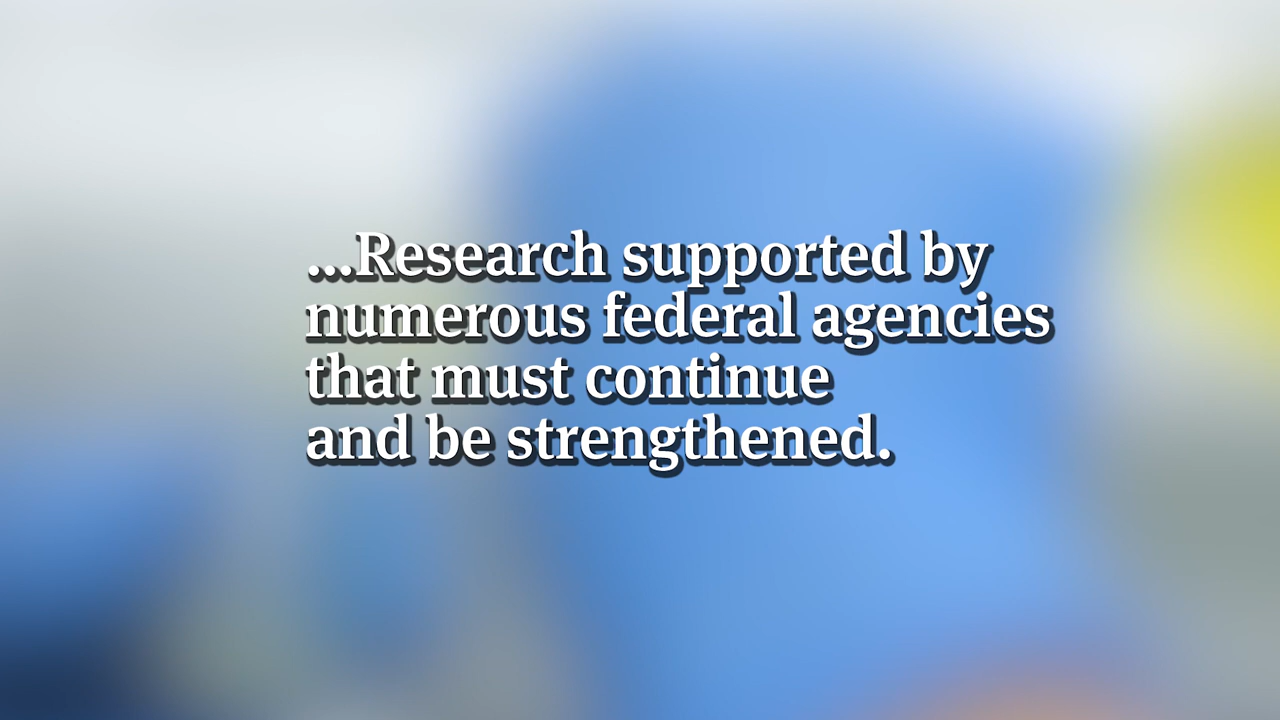 ...Research supported by
numerous federal agencies
that must continue
and be strengthened.